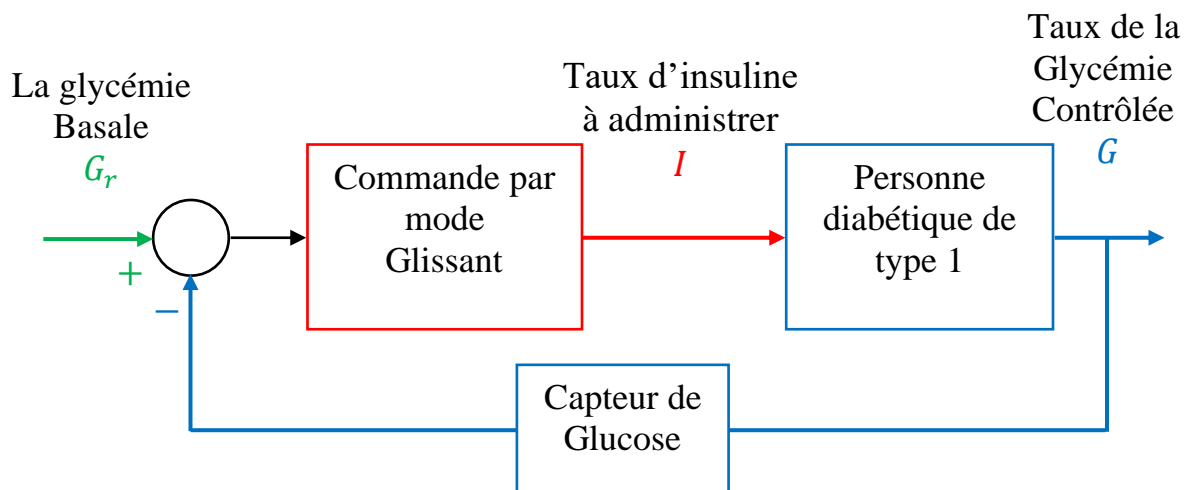 La glycémie
Basale
G_r
+
−
Commande par
mode
Glissant
Taux d’insuline
à administrer
I
Personne
diabétique de
type 1
Taux de la
Glycémie
Contrôlée
G
Capteur de
Glucose